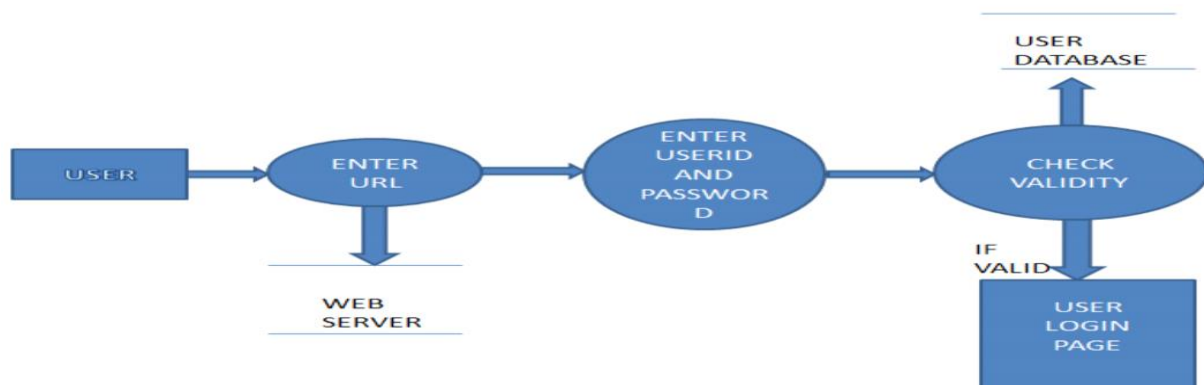 USER
DATABASE
USER
ENTER
URL
ENTER
USERID
AND
PASSWOR
D
CHECK
VALIDITY
IF
VALID
WEB
SERVER
USER
LOGIN
PAGE